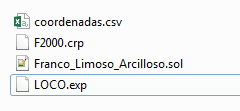 coordenadas.csv
F2000.crp
Franco_Limoso_Arcilloso.sol
LOCO.exp